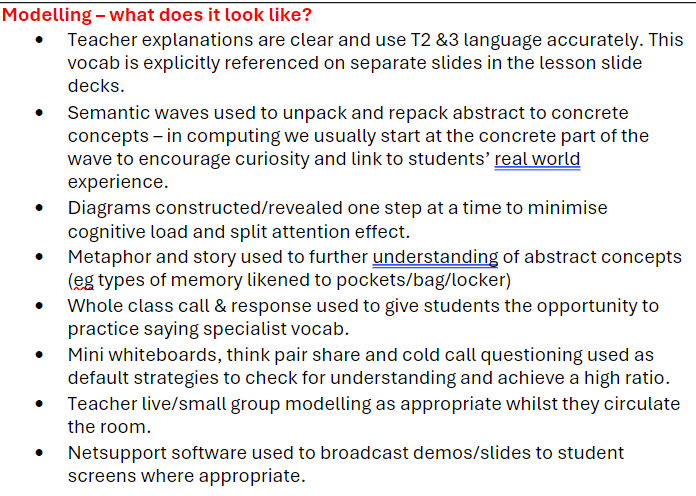 Modelling – what does it look like?
• Teacher explanations are clear and use T2 &3 language accurately. This
vocab is explicitly referenced on separate slides in the lesson slide
decks.
• Semantic waves used to unpack and repack abstract to concrete
concepts – in computing we usually start at the concrete part of the
wave to encourage curiosity and link to students’ real world
experience.
• Diagrams constructed/revealed one step at a time to minimise
cognitive load and split attention effect.
• Metaphor and story used to further understanding of abstract concepts
(eg types of memory likened to pockets/bag/locker)
• Whole class call & response used to give students the opportunity to
practice saying specialist vocab.
• Mini whiteboards, think pair share and cold call questioning used as
default strategies to check for understanding and achieve a high ratio.
• Teacher live/small group modelling as appropriate whilst they circulate
the room.
• Netsupport software used to broadcast demos/slides to student
screens where appropriate.